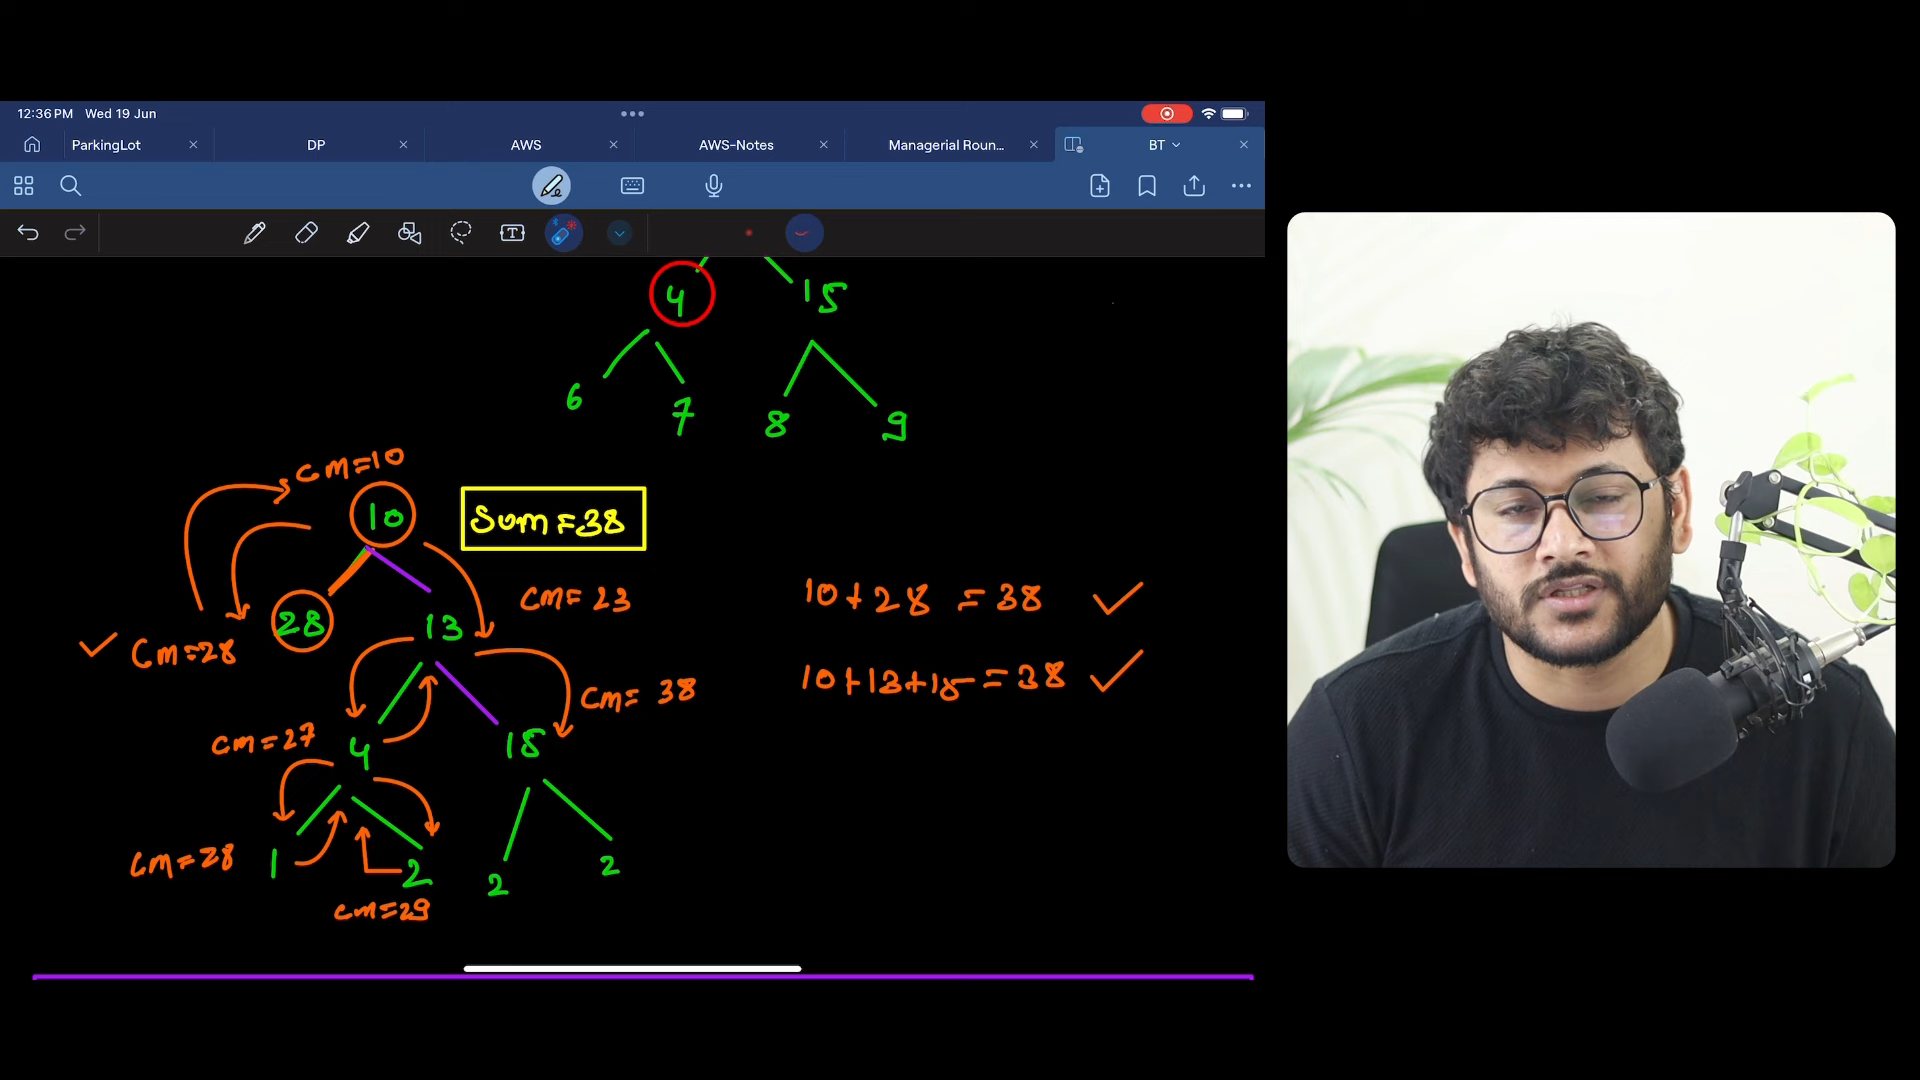 12:36 PM Wed 19 Jun
ParkingLot DP AWS AWS-Notes Managerial Roun... BT
T
4 15
6 7 8 9
cm=10
10 Sum=38
28 13 cm=23 10+28 =38
cm=28
10+13+15=38
cm=38
cm=27 4 15
cm=28 1 2 2 2
cm=29